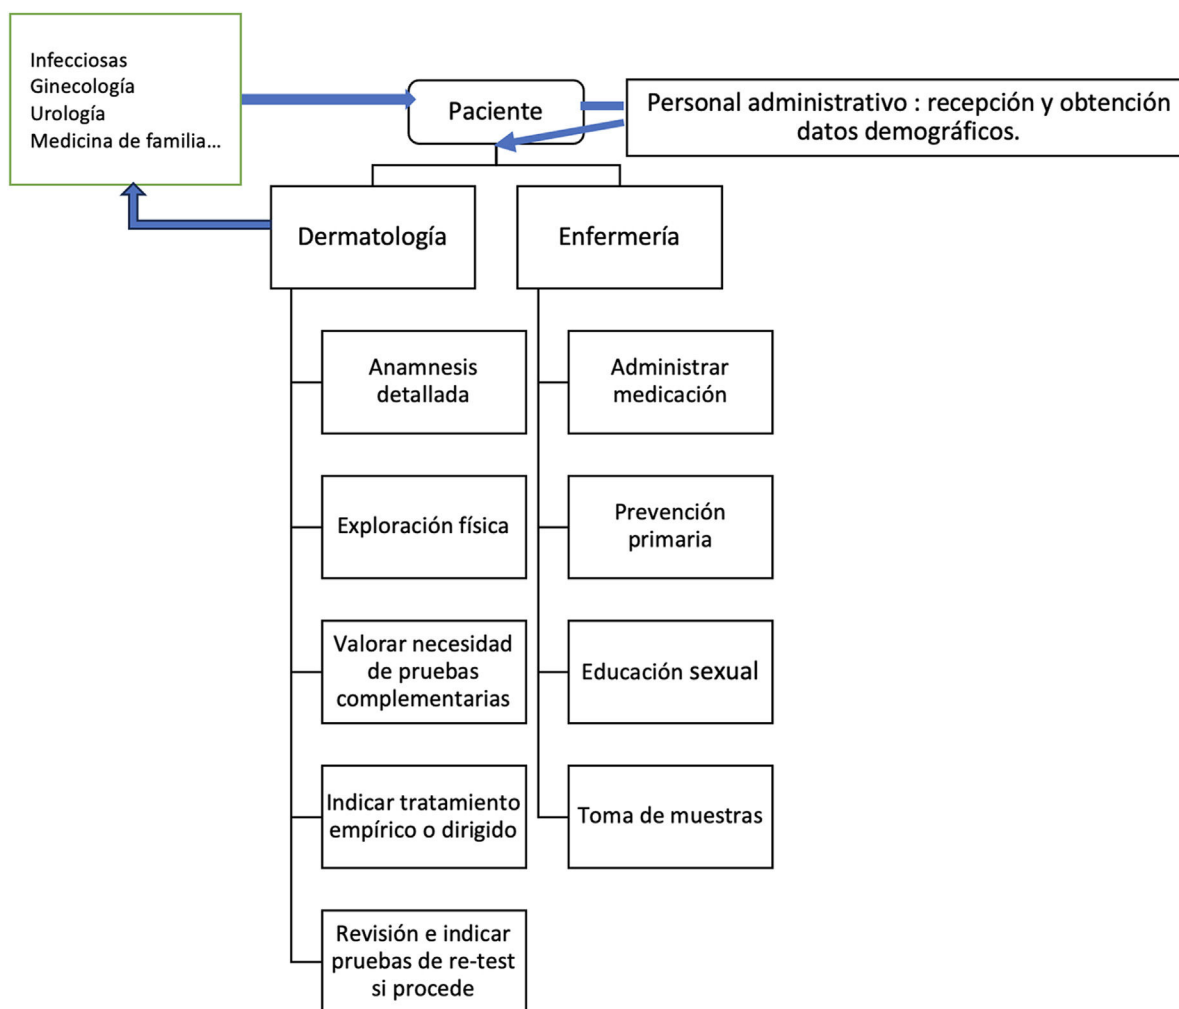 Infecciosas
Ginecología
Urología
Medicina de familia...
Paciente
Personal administrativo : recepción y obtención
datos demográficos.
Dermatología
Enfermería
Anamnesis
detallada
Exploración física
Valorar necesidad
de pruebas
complementarias
Indicar tratamiento
empírico o dirigido
Revisión e indicar
pruebas de re-test
si procede
Administrar
medicación
Prevención
primaria
Educación sexual
Toma de muestras